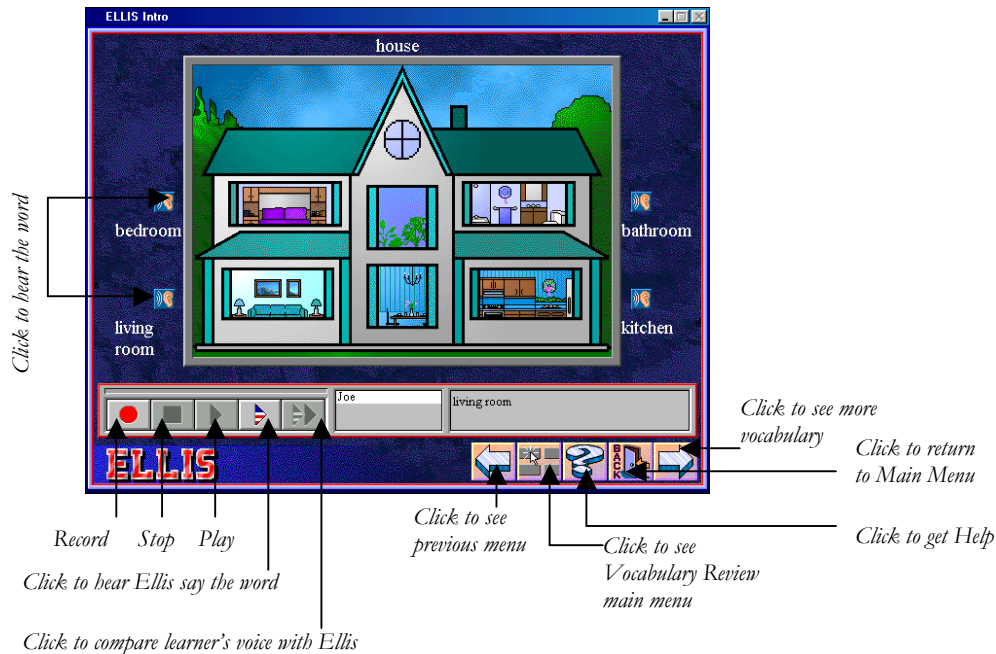 ELLIS Intro
house
Click to hear the word
bedroom
bathroom
living
room
kitchen
Joe
living room
ELLIS
BACK
Click to see more
vocabulary
Click to return
to Main Menu
Click to see
previous menu
Click to get Help
Record
Stop
Play
Click to see
Vocabulary Review
main menu
Click to hear Ellis say the word
Click to compare learner's voice with Ellis